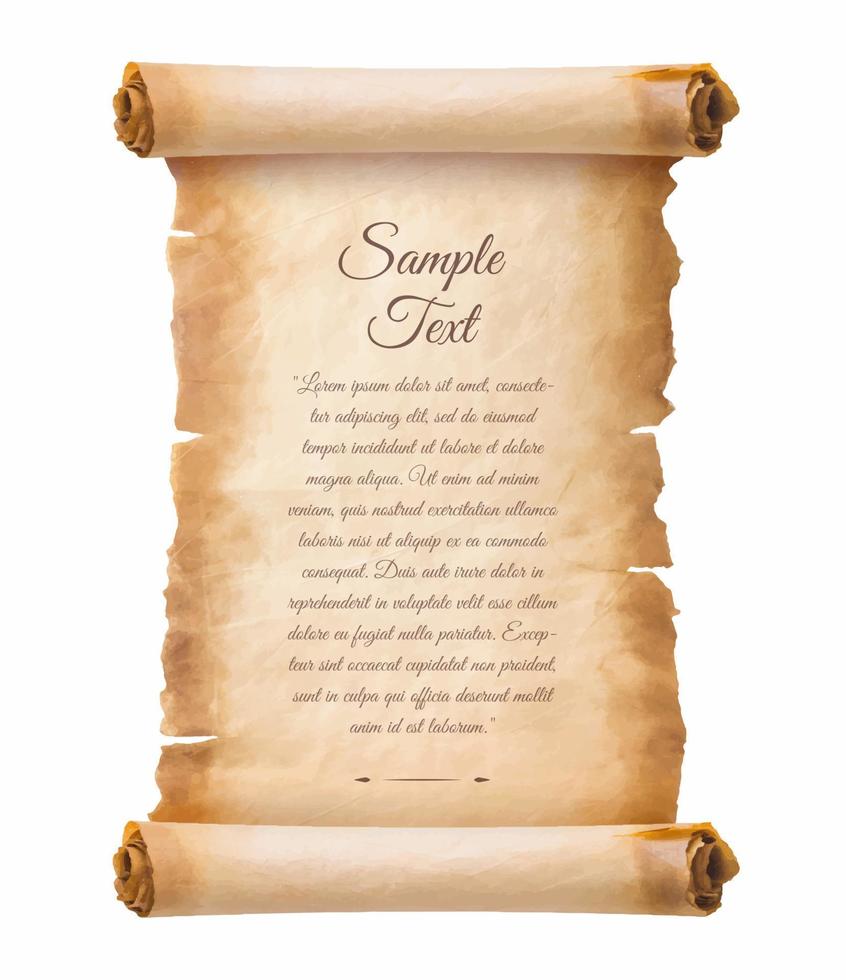 Sample
Text
"Lorem ipsum dolor sit amet, consecte-
tur adipiscing elit, sed do eiusmod
tempor incididunt ut labore et dolore
magna aliqua. Ut enim ad minim
veniam, quis nostrud exercitation ullamco
laboris nisi ut aliquip ex ea commodo
consequat. Duis aute irure dolor in
reprehenderit in voluptate velit esse cillum
dolore eu fugiat nulla pariatur. Excep-
teur sint occaecat cupidatat non proident,
sunt in culpa qui officia deserunt mollit
anim id est laborum."